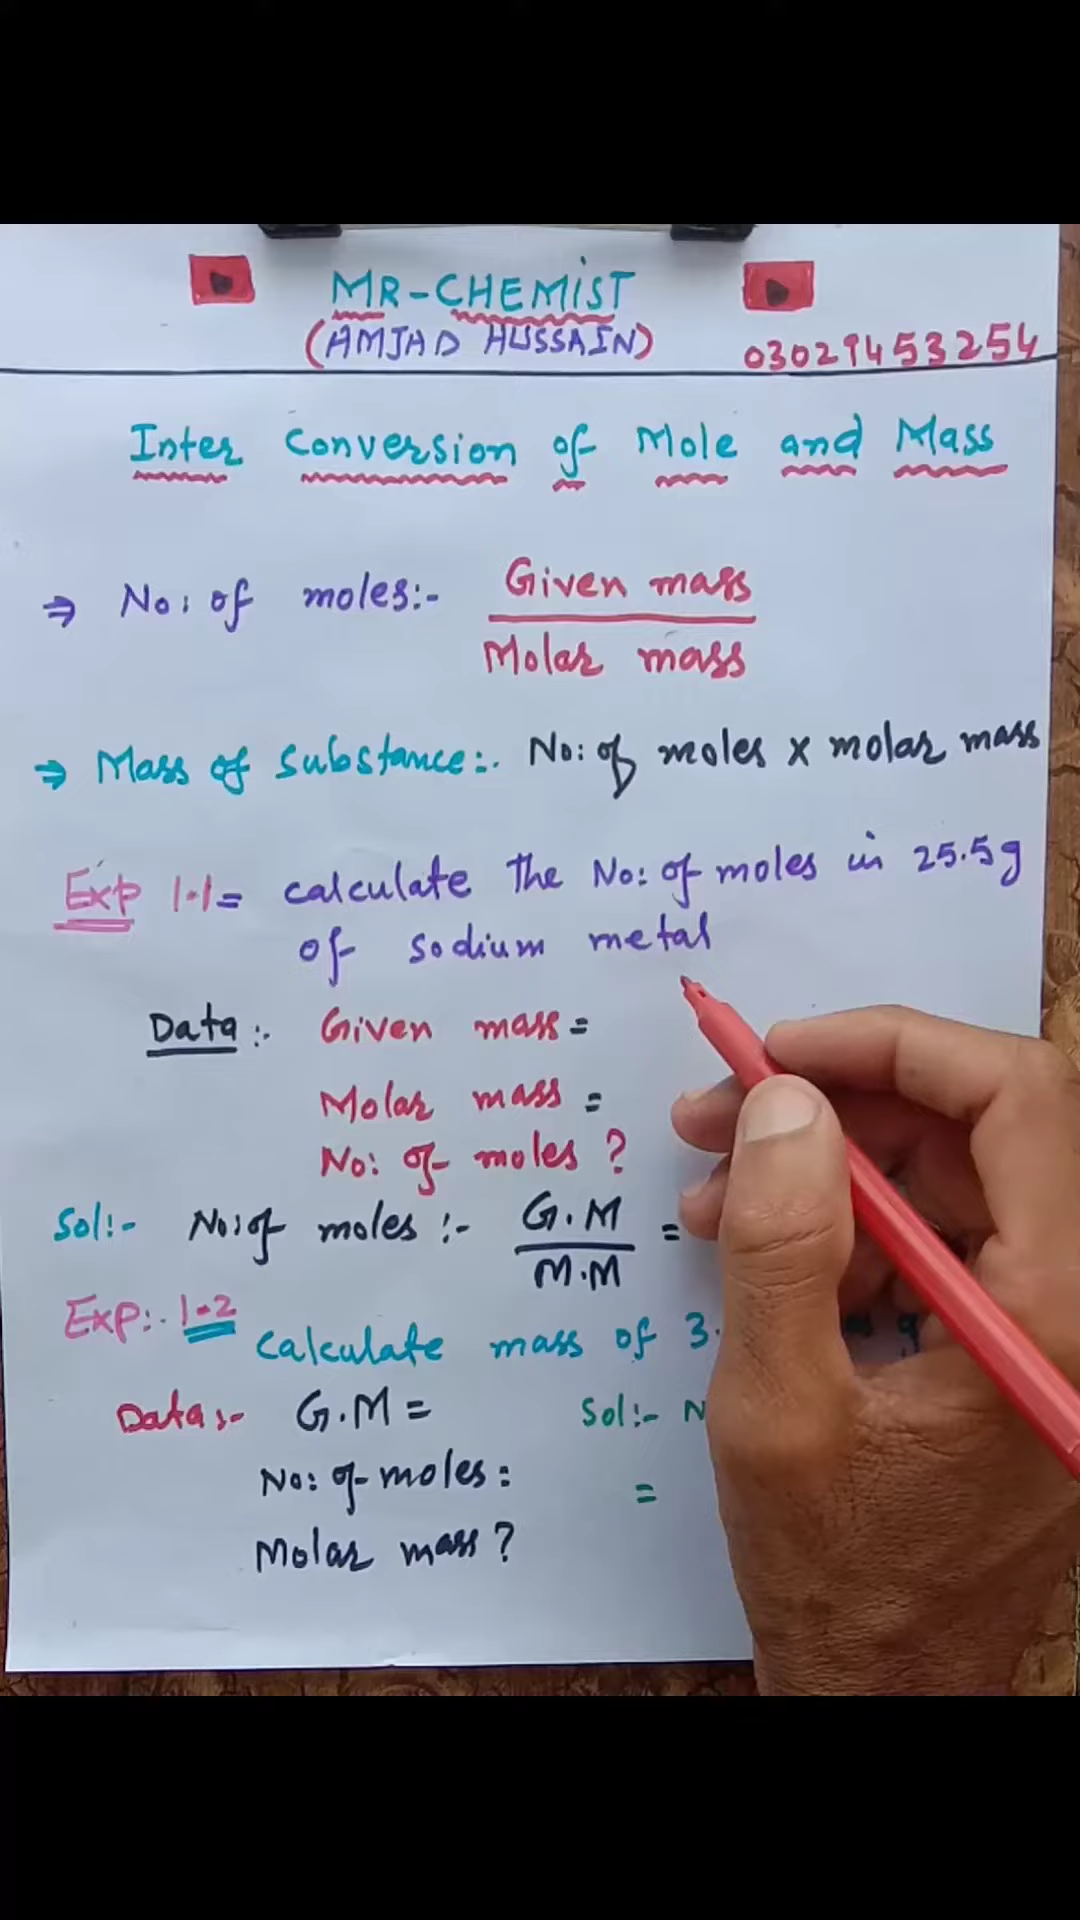 MR-CHEMIST
(AMJAD HUSSAIN)
03029453254
Inter Conversion of Mole and Mass
⇒ No: of moles:- Given mass
Molar mass
⇒ Mass of substance:. No: of moles x molar mass
Exp 1.1= calculate the No: of moles in 25.5g
of sodium metal
Data:. Given mass =
Molar mass =
No: of moles ?
Sol:- No: of moles :- G.M =
M.M
Exp:. 1.2
Calculate mass of 3.
Data:- G.M = Sol:- N
No: of moles: =
Molar mass ?